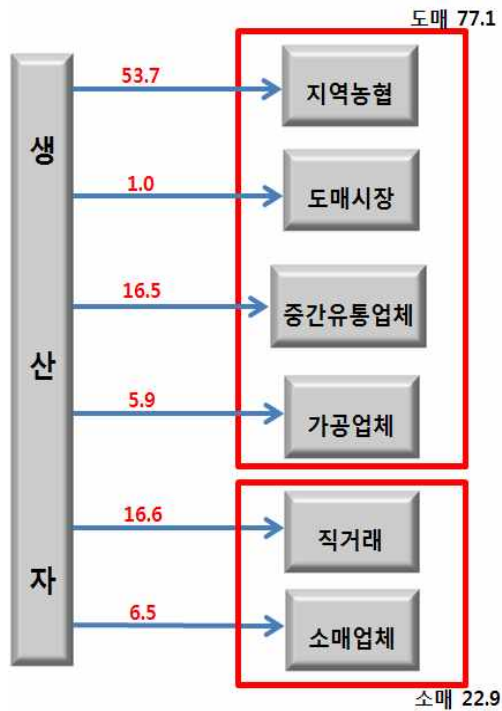 도매 77.1
생
산
자
53.7
지역농협
1.0
도매시장
16.5
중간유통업체
5.9
가공업체
16.6
직거래
6.5
소매업체
소매 22.9